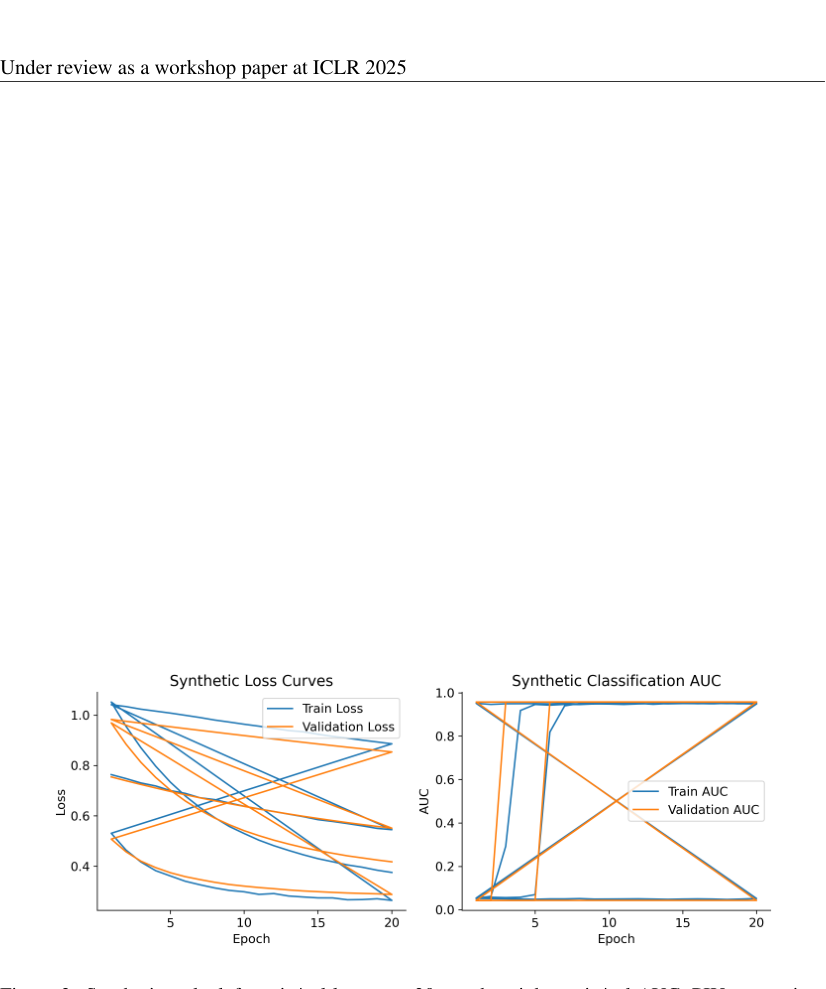 Under review as a workshop paper at ICLR 2025
Synthetic Loss Curves
Train Loss
Validation Loss
1.0
0.8
0.6
0.4
Loss
5
10
15
20
Epoch
Synthetic Classification AUC
Train AUC
Validation AUC
1.0
0.8
0.6
0.4
0.2
0.0
AUC
5
10
15
20
Epoch